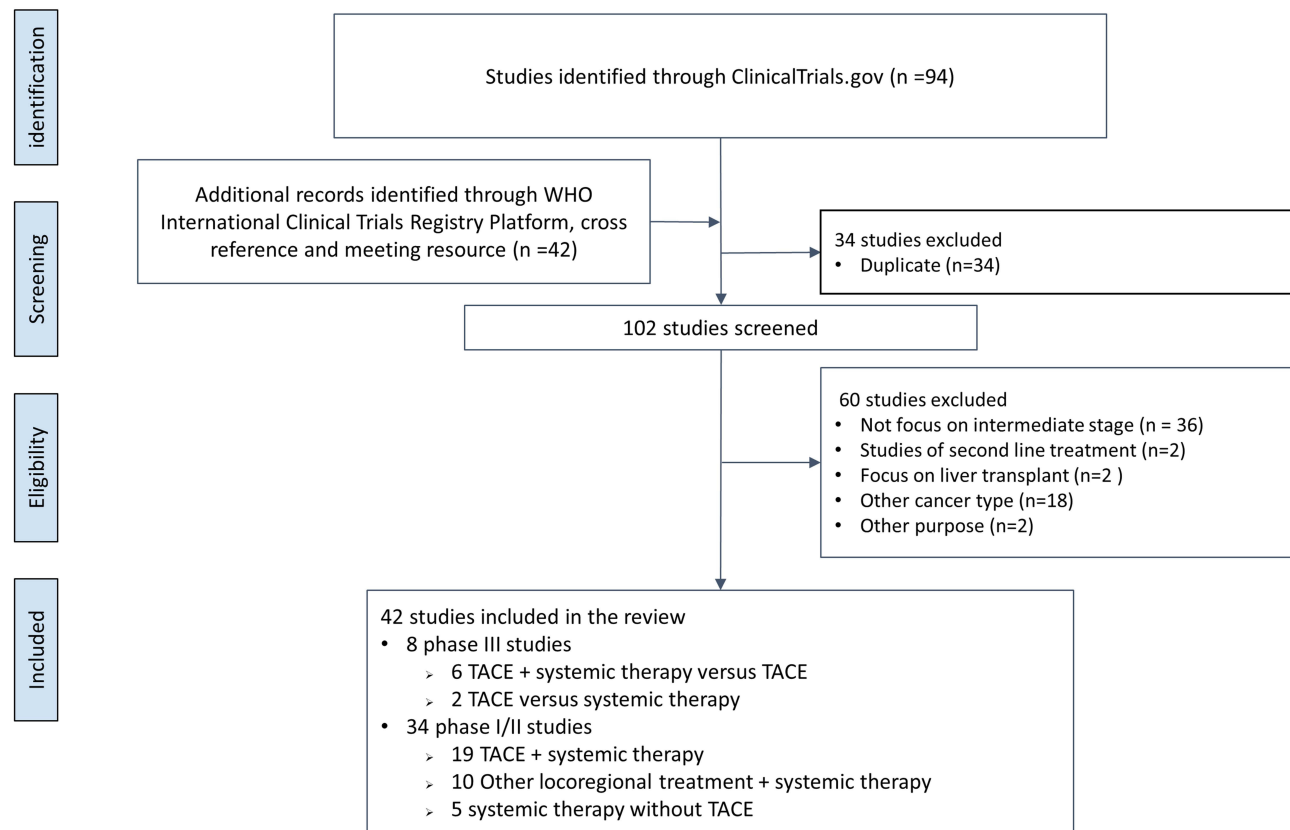 identification
Studies identified through ClinicalTrials.gov (n =94)
Additional records identified through WHO
International Clinical Trials Registry Platform, cross
reference and meeting resource (n =42)
Screening
34 studies excluded
• Duplicate (n=34)
102 studies screened
Eligibility
60 studies excluded
• Not focus on intermediate stage (n = 36)
• Studies of second line treatment (n=2)
• Focus on liver transplant (n=2 )
• Other cancer type (n=18)
• Other purpose (n=2)
Included
42 studies included in the review
• 8 phase III studies
➢ 6 TACE + systemic therapy versus TACE
➢ 2 TACE versus systemic therapy
• 34 phase I/II studies
➢ 19 TACE + systemic therapy
➢ 10 Other locoregional treatment + systemic therapy
➢ 5 systemic therapy without TACE